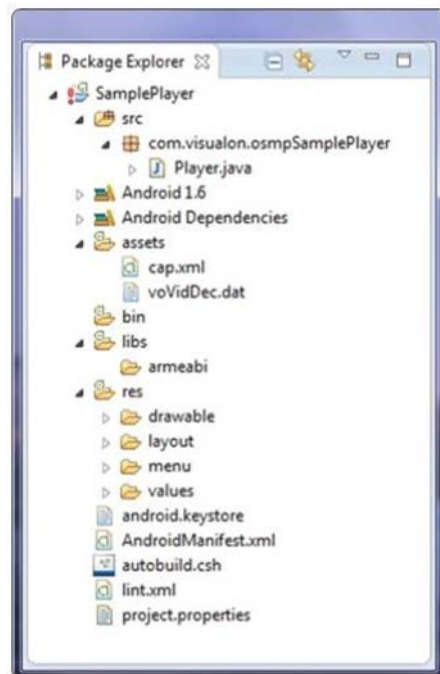 Package Explorer
SamplePlayer
src
com.visualon.osmpSamplePlayer
Player.java
Android 1.6
Android Dependencies
assets
cap.xml
voVidDec.dat
bin
libs
armeabi
res
drawable
layout
menu
values
android.keystore
AndroidManifest.xml
autobuild.csh
lint.xml
project.properties